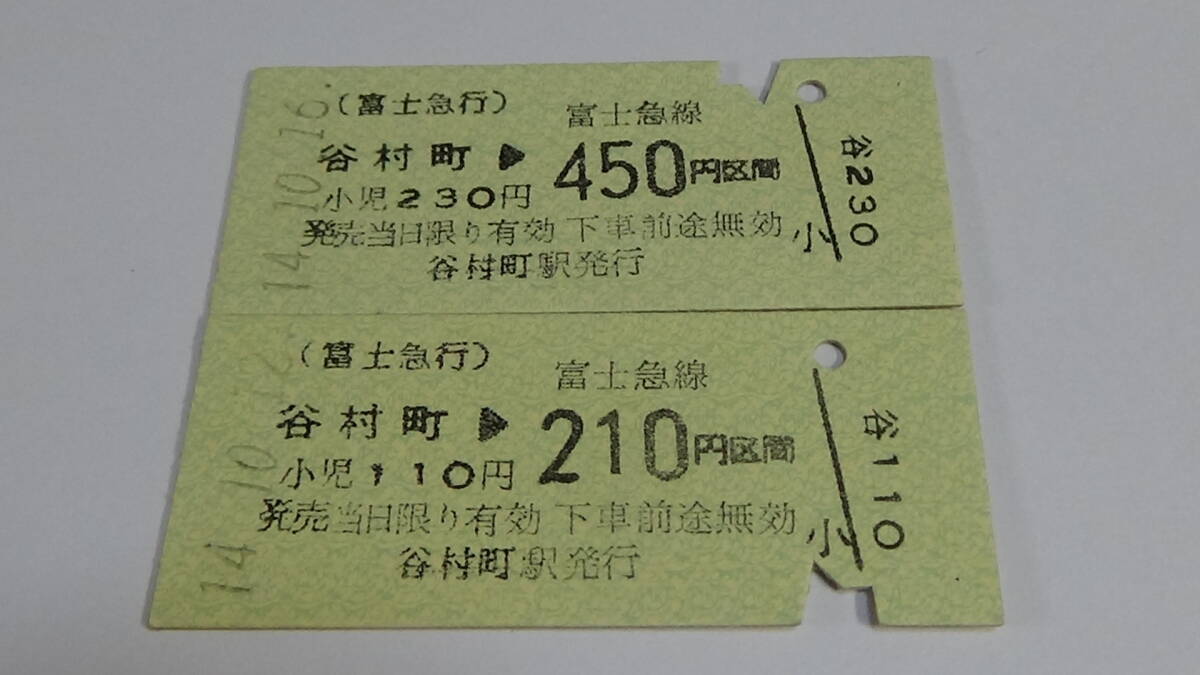 14.10.16.
(富士急行)
富士急線
谷村町▶450円区間
小児230円
発売当日限り有効 下車前途無効
谷村町駅発行
小
谷230
(富士急行)
富士急線
谷村町▶210円区間
小児110円
発売当日限り有効 下車前途無効
谷村町駅発行
小
谷110
14.10